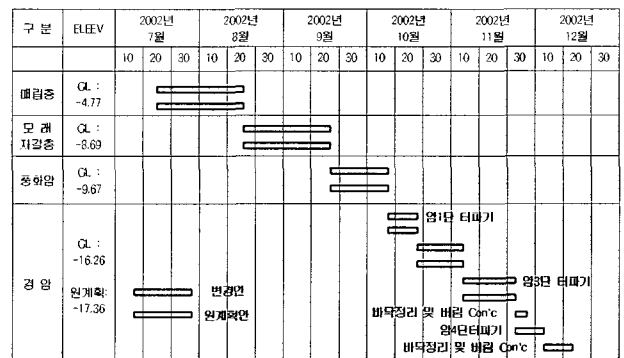 구 분 ELEEV 2002년 7월 2002년 8월 2002년 9월 2002년 10월 2002년 11월 2002년 12월
10 20 30 10 20 30 10 20 30 10 20 30 10 20 30 10 20 30
매립층 GL : -4.77
모 래 자갈층 GL : -8.69
풍화암 GL : -9.67
경 암 GL : -16.26
원계획: -17.36
암1단 터파기
암3단 터파기
변경안
원계획안
바닥정리 및 버림 Con'c
암4단터파기
바닥정리 및 버림 Con'c